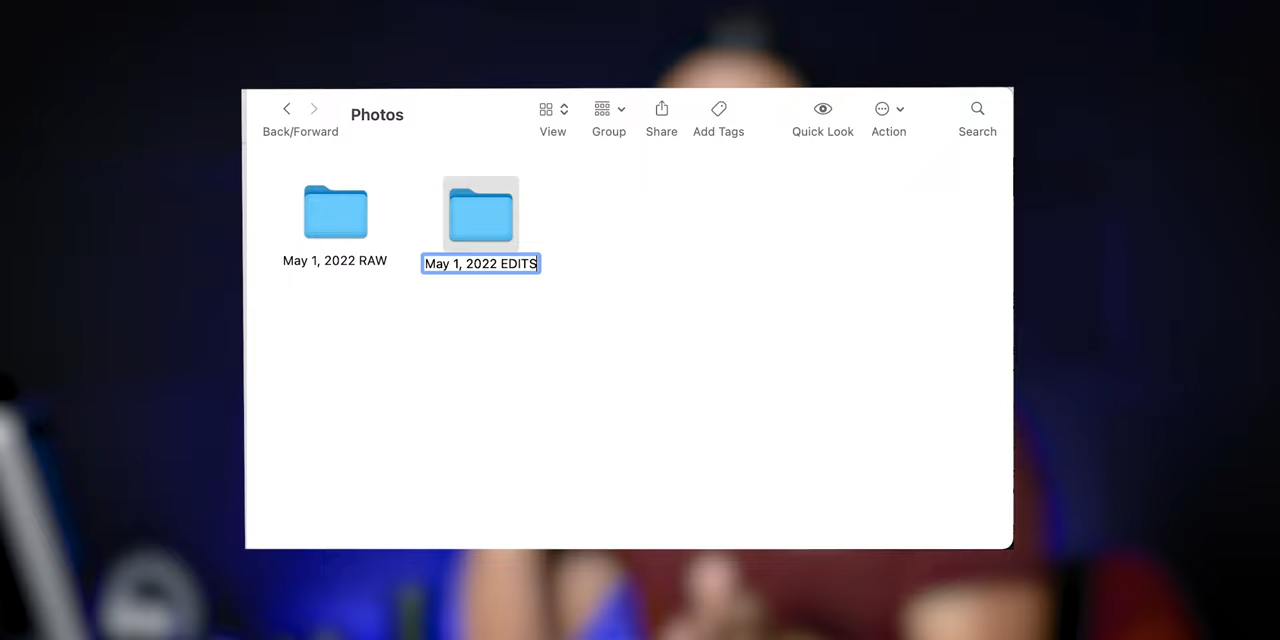 Photos
Back/Forward
View
Group
Share
Add Tags
Quick Look
Action
Search
May 1, 2022 RAW
May 1, 2022 EDITS